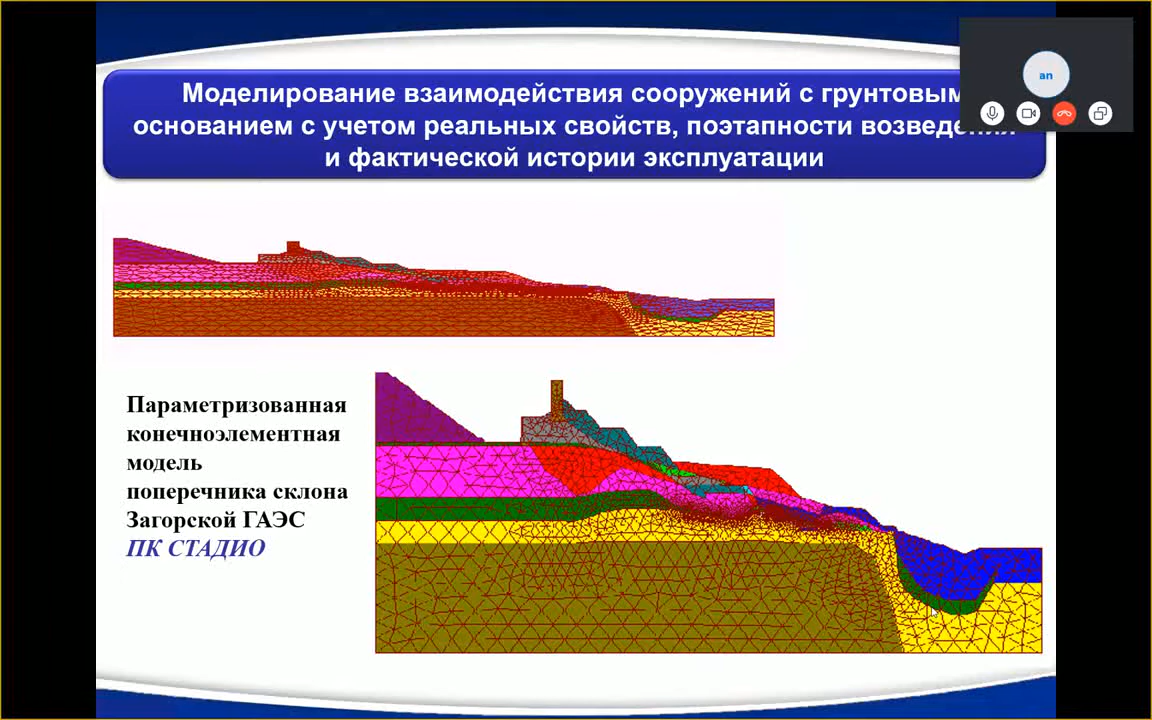 Моделирование взаимодействия сооружений с грунтовым
основанием с учетом реальных свойств, поэтапности возведения
и фактической истории эксплуатации
an
Параметризованная
конечноэлементная
модель
поперечника склона
Загорской ГАЭС
ПК СТАДИО